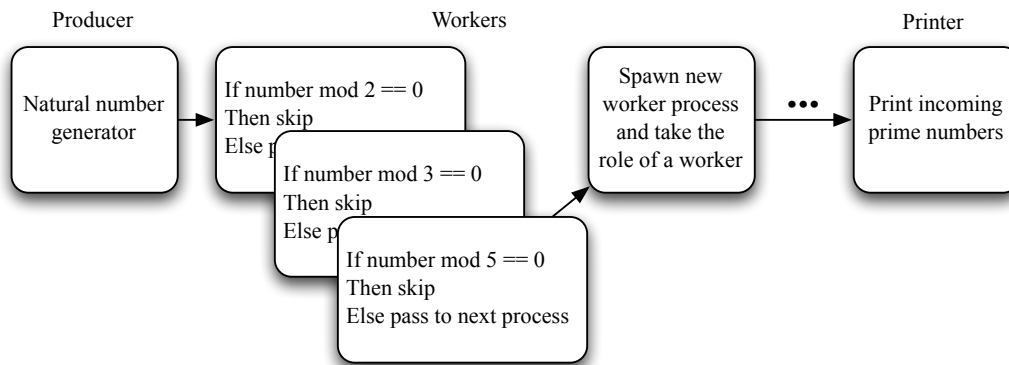 Producer
Workers
Printer
Natural number
generator
If number mod 2 == 0
Then skip
Else p
If number mod 3 == 0
Then skip
Else p
If number mod 5 == 0
Then skip
Else pass to next process
Spawn new
worker process
and take the
role of a worker
•••
Print incoming
prime numbers